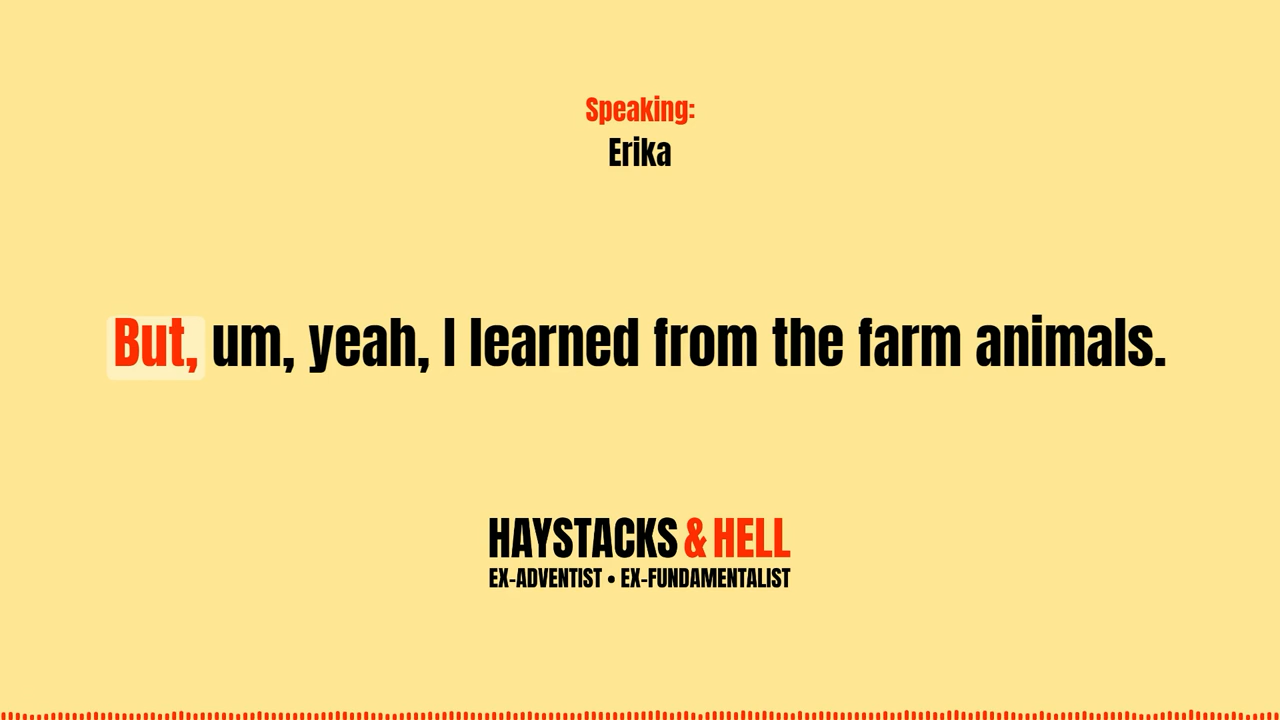 Speaking:
Erika
But, um, yeah, I learned from the farm animals.
HAYSTACKS & HELL
EX-ADVENTIST • EX-FUNDAMENTALIST